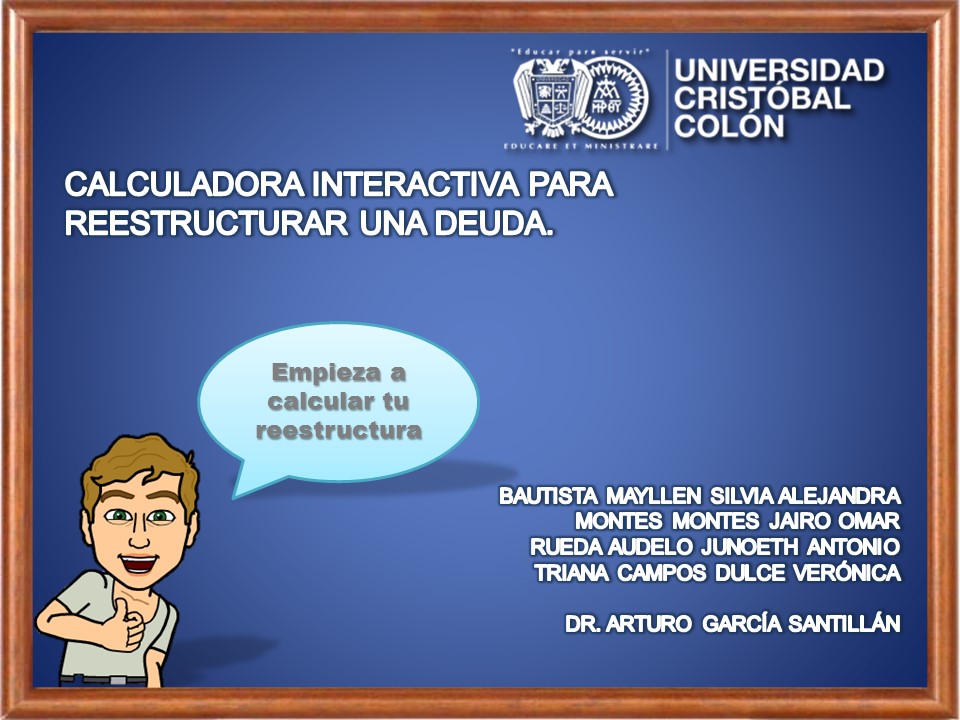 "Educar para servir"
UNIVERSIDAD
CRISTÓBAL
COLÓN
EDUCARE ET MINISTRARE
CALCULADORA INTERACTIVA PARA
REESTRUCTURAR UNA DEUDA.
Empieza a
calcular tu
reestructura
BAUTISTA MAYLLEN SILVIA ALEJANDRA
MONTES MONTES JAIRO OMAR
RUEDA AUDELO JUNOETH ANTONIO
TRIANA CAMPOS DULCE VERÓNICA
DR. ARTURO GARCÍA SANTILLÁN